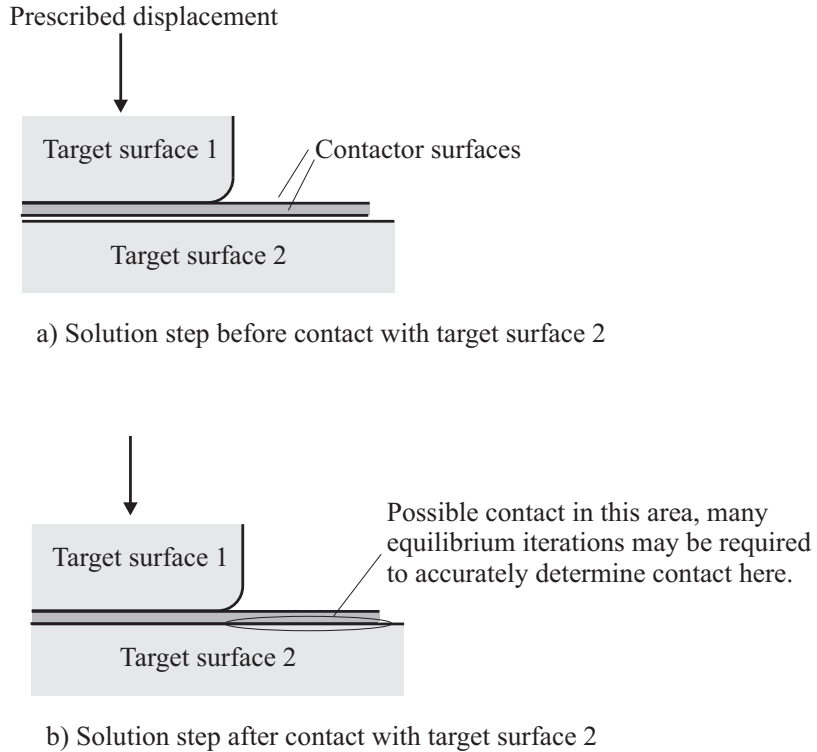 Prescribed displacement
Target surface 1
Contactor surfaces
Target surface 2
a) Solution step before contact with target surface 2
Possible contact in this area, many
equilibrium iterations may be required
to accurately determine contact here.
Target surface 1
Target surface 2
b) Solution step after contact with target surface 2